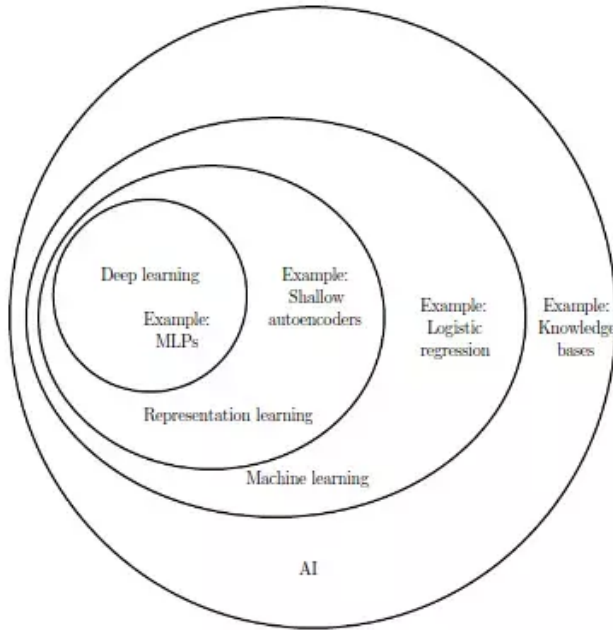 Deep learning
Example:
MLPs
Example:
Shallow
autoencoders
Example:
Logistic
regression
Example:
Knowledge
bases
Representation learning
Machine learning
AI